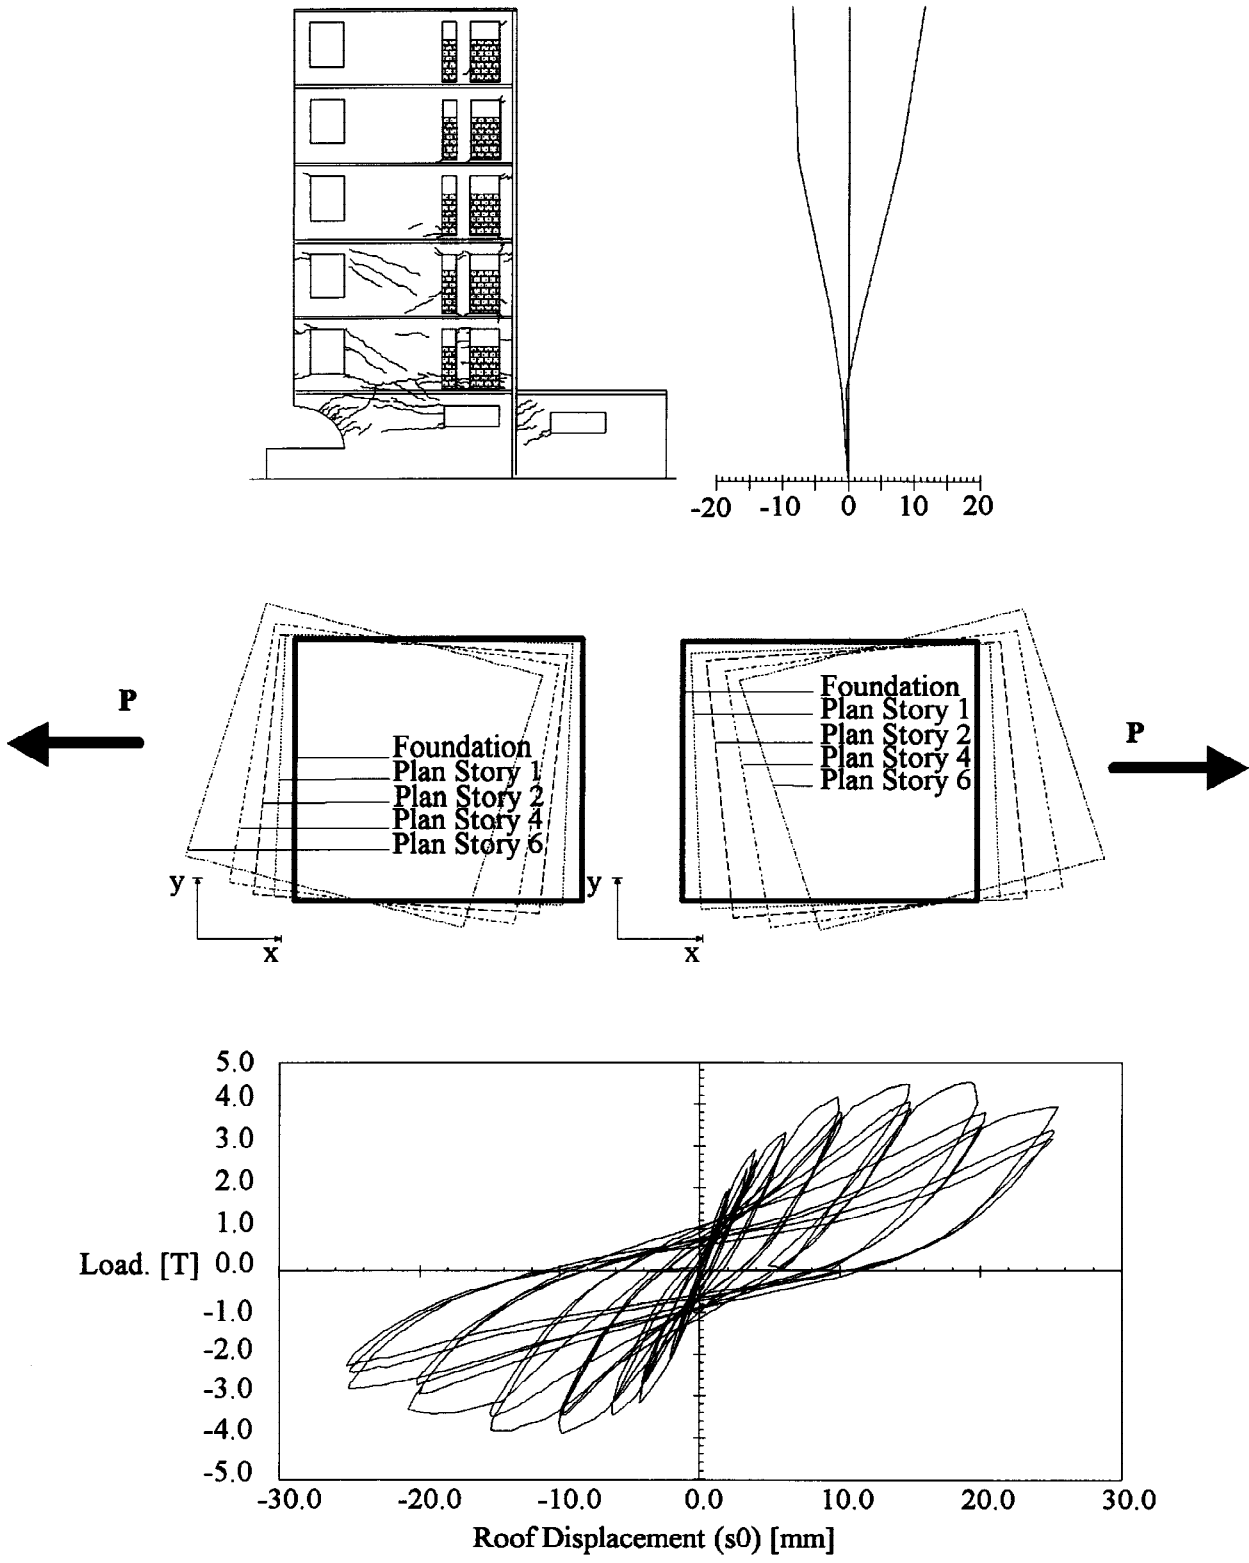 -20 -10 0 10 20
P
Foundation
Plan Story 1
Plan Story 2
Plan Story 4
Plan Story 6
y
x
Foundation
Plan Story 1
Plan Story 2
Plan Story 4
Plan Story 6
P
y
x
5.0
4.0
3.0
2.0
1.0
Load. [T] 0.0
-1.0
-2.0
-3.0
-4.0
-5.0
-30.0 -20.0 -10.0 0.0 10.0 20.0 30.0
Roof Displacement (s0) [mm]